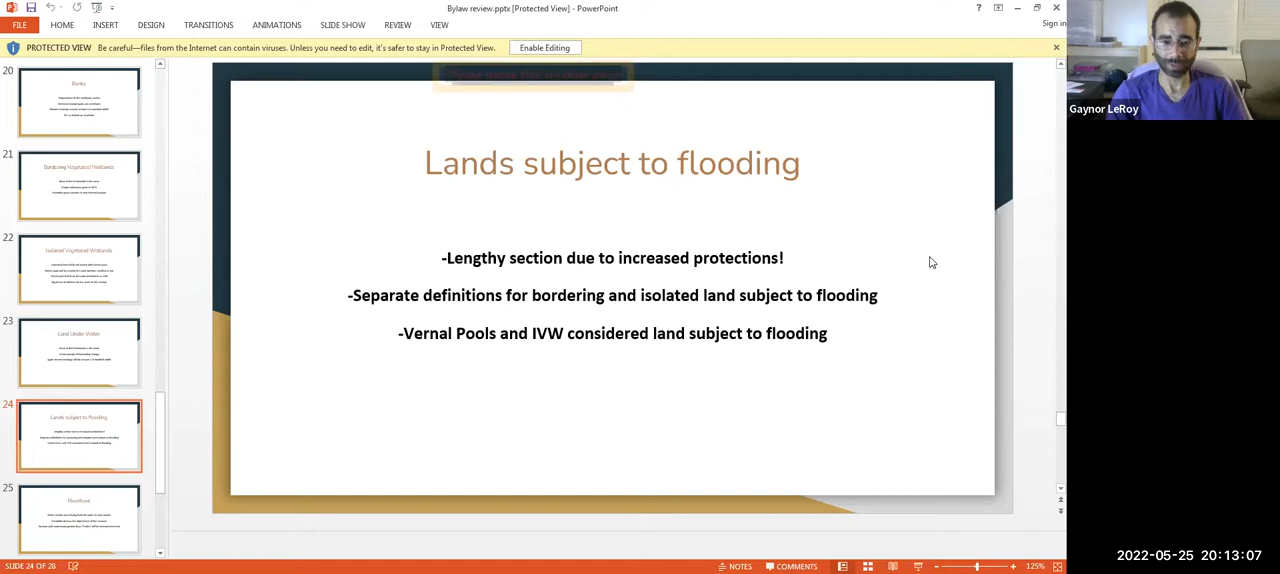 Bylaw review.pptx [Protected View] - PowerPoint
Sign in
FILE HOME INSERT DESIGN TRANSITIONS ANIMATIONS SLIDE SHOW REVIEW VIEW
PROTECTED VIEW Be careful—files from the Internet can contain viruses. Unless you need to edit, it's safer to stay in Protected View. Enable Editing
Gaynor LeRoy
20
Banks
21
Bordering Vegetated Wetlands
22
Isolated Vegetated Wetlands
23
Land Under Water
24
Lands subject to flooding
25
Riverfront
Lands subject to flooding
-Lengthy section due to increased protections!
-Separate definitions for bordering and isolated land subject to flooding
-Vernal Pools and IVW considered land subject to flooding
2022-05-25 20:13:07
SLIDE 24 OF 28 NOTES COMMENTS 125%